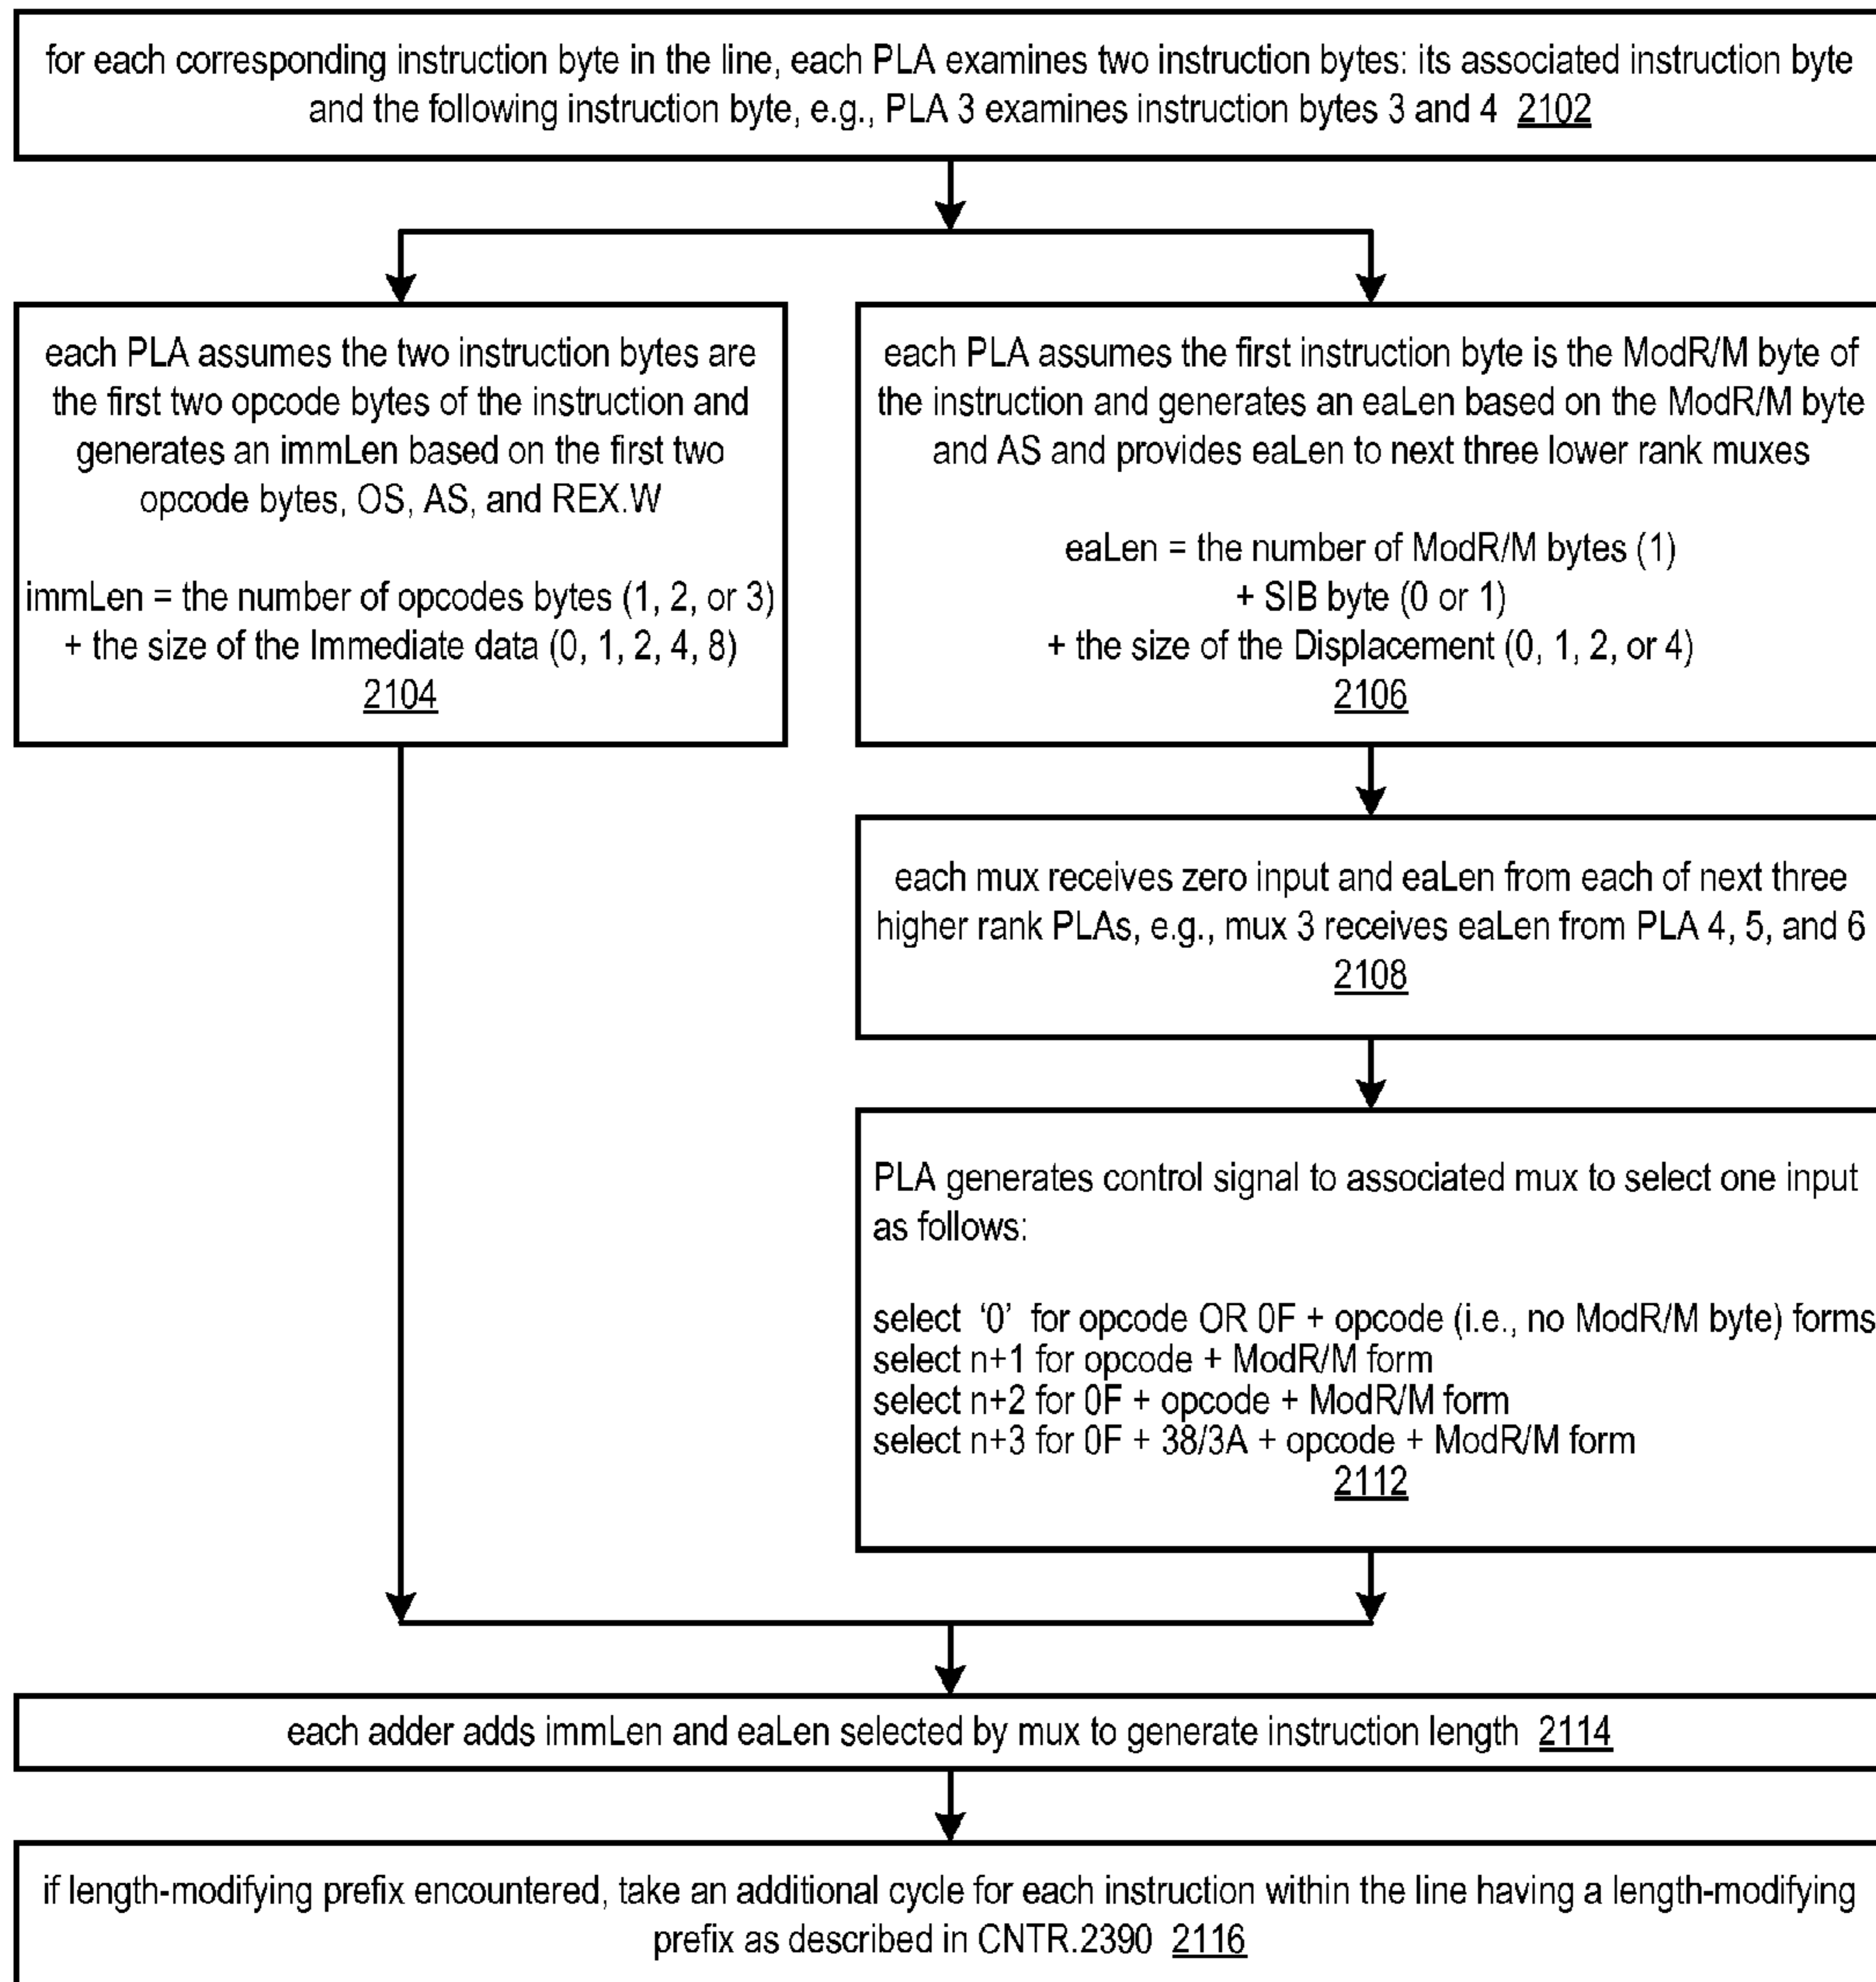 for each corresponding instruction byte in the line, each PLA examines two instruction bytes: its associated instruction byte
and the following instruction byte, e.g., PLA 3 examines instruction bytes 3 and 4 2102
each PLA assumes the two instruction bytes are
the first two opcode bytes of the instruction and
generates an immLen based on the first two
opcode bytes, OS, AS, and REX.W
immLen = the number of opcodes bytes (1, 2, or 3)
+ the size of the Immediate data (0, 1, 2, 4, 8)
2104
each PLA assumes the first instruction byte is the ModR/M byte of
the instruction and generates an eaLen based on the ModR/M byte
and AS and provides eaLen to next three lower rank muxes
eaLen = the number of ModR/M bytes (1)
+ SIB byte (0 or 1)
+ the size of the Displacement (0, 1, 2, or 4)
2106
each mux receives zero input and eaLen from each of next three
higher rank PLAs, e.g., mux 3 receives eaLen from PLA 4, 5, and 6
2108
PLA generates control signal to associated mux to select one input
as follows:
select ‘0’ for opcode OR 0F + opcode (i.e., no ModR/M byte) forms
select n+1 for opcode + ModR/M form
select n+2 for 0F + opcode + ModR/M form
select n+3 for 0F + 38/3A + opcode + ModR/M form
2112
each adder adds immLen and eaLen selected by mux to generate instruction length 2114
if length-modifying prefix encountered, take an additional cycle for each instruction within the line having a length-modifying
prefix as described in CNTR.2390 2116